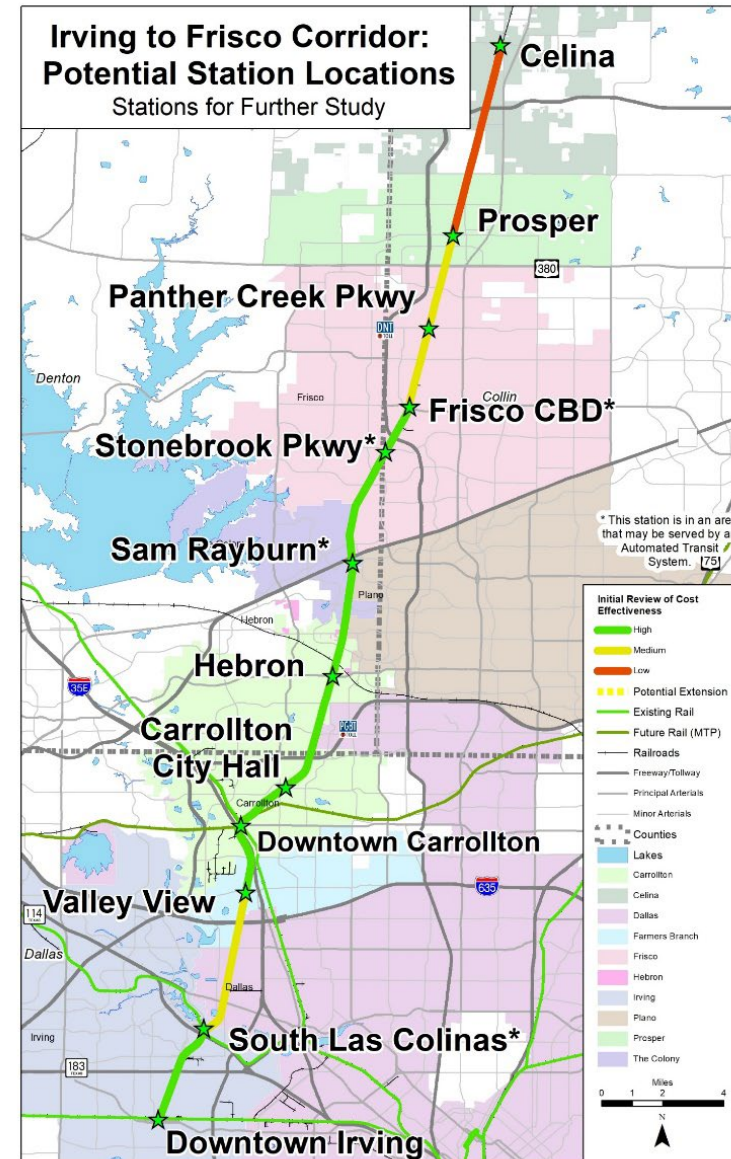 Irving to Frisco Corridor:
Potential Station Locations
Stations for Further Study
Celina
Prosper
380
Panther Creek Pkwy
DNT
TOLL
Denton
Frisco
Collin
Frisco CBD*
Stonebrook Pkwy*
* This station is in an are
that may be served by a
Automated Transit
System.
75
Sam Rayburn*
Plano
Hebron
Hebron
35E
Carrollton
City Hall
PGBT
TOLL
Carrollton
Downtown Carrollton
Valley View
635
114
TEXAS
Dallas
Dallas
South Las Colinas*
Irving
183
TEXAS
Downtown Irving
Initial Review of Cost
Effectiveness
High
Medium
Low
Potential Extension
Existing Rail
Future Rail (MTP)
Railroads
Freeway/Tollway
Principal Arterials
Minor Arterials
Counties
Lakes
Carrollton
Celina
Dallas
Farmers Branch
Frisco
Hebron
Irving
Plano
Prosper
The Colony
Miles
0 1 2 4
N